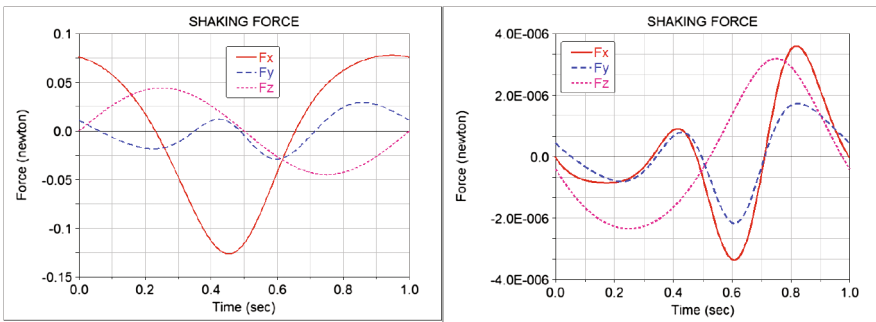 SHAKING FORCE
0.1
0.05
0.0
-0.05
-0.1
-0.15
Force (newton)
Fx
Fy
Fz
0.0 0.2 0.4 0.6 0.8 1.0
Time (sec)
SHAKING FORCE
4.0E-006
2.0E-006
0.0
-2.0E-006
-4.0E-006
Force (newton)
Fx
Fy
Fz
0.0 0.2 0.4 0.6 0.8 1.0
Time (sec)